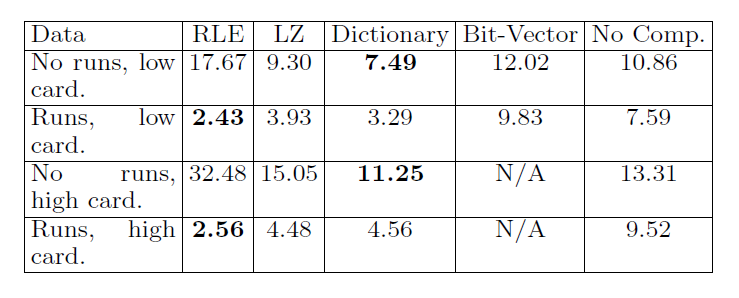 Data RLE LZ Dictionary Bit-Vector No Comp.
No runs, low 17.67 9.30 7.49 12.02 10.86
card.
Runs, low 2.43 3.93 3.29 9.83 7.59
card.
No runs, 32.48 15.05 11.25 N/A 13.31
high card.
Runs, high 2.56 4.48 4.56 N/A 9.52
card.